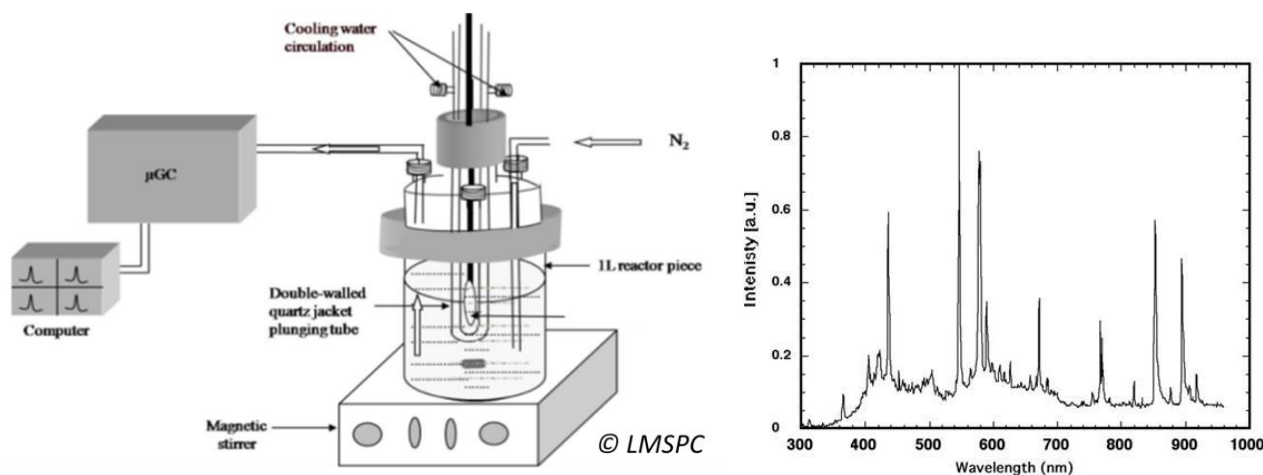 Cooling water
circulation
N₂
μGC
1L reactor piece
Double-walled
quartz jacket
plunging tube
Computer
Magnetic
stirrer
© LMSPC
Intenisty [a.u.]
1
0.8
0.6
0.4
0.2
0
300 400 500 600 700 800 900 1000
Wavelength (nm)